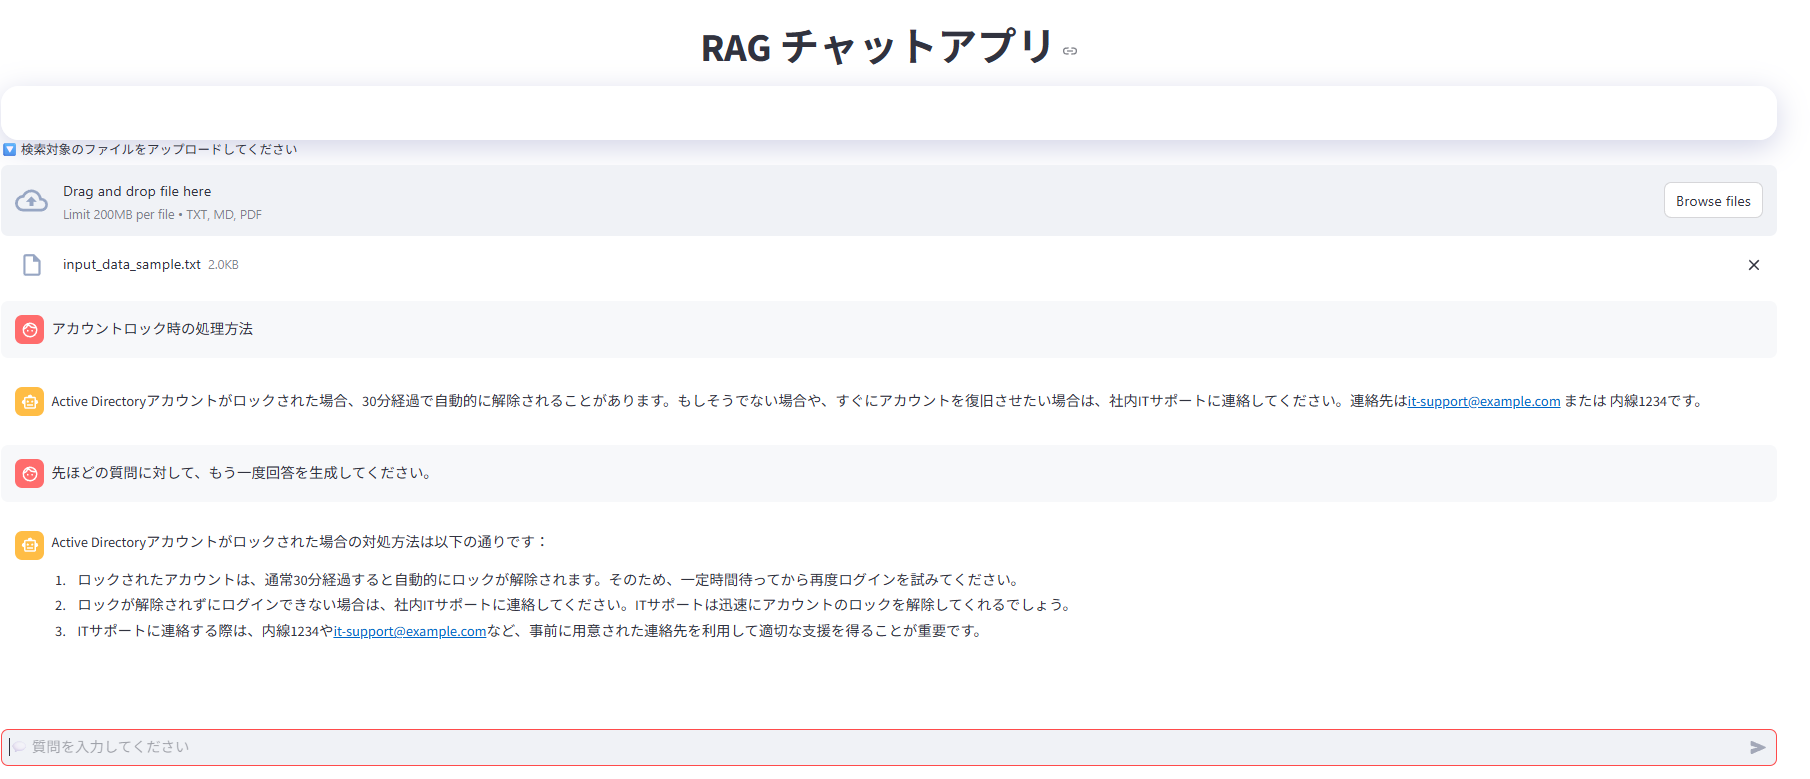 RAG チャットアプリ
検索対象のファイルをアップロードしてください
Drag and drop file here
Limit 200MB per file • TXT, MD, PDF
Browse files
input_data_sample.txt 2.0KB
アカウントロック時の処理方法
Active Directoryアカウントがロックされた場合、30分経過で自動的に解除されることがあります。もしそうでない場合や、すぐにアカウントを復旧させたい場合は、社内ITサポートに連絡してください。連絡先はit-support@example.com または 内線1234です。
先ほどの質問に対して、もう一度回答を生成してください。
Active Directoryアカウントがロックされた場合の対処方法は以下の通りです：
1. ロックされたアカウントは、通常30分経過すると自動的にロックが解除されます。そのため、一定時間待ってから再度ログインを試みてください。
2. ロックが解除されずにログインできない場合は、社内ITサポートに連絡してください。ITサポートは迅速にアカウントのロックを解除してくれるでしょう。
3. ITサポートに連絡する際は、内線1234やit-support@example.comなど、事前に用意された連絡先を利用して適切な支援を得ることが重要です。
質問を入力してください